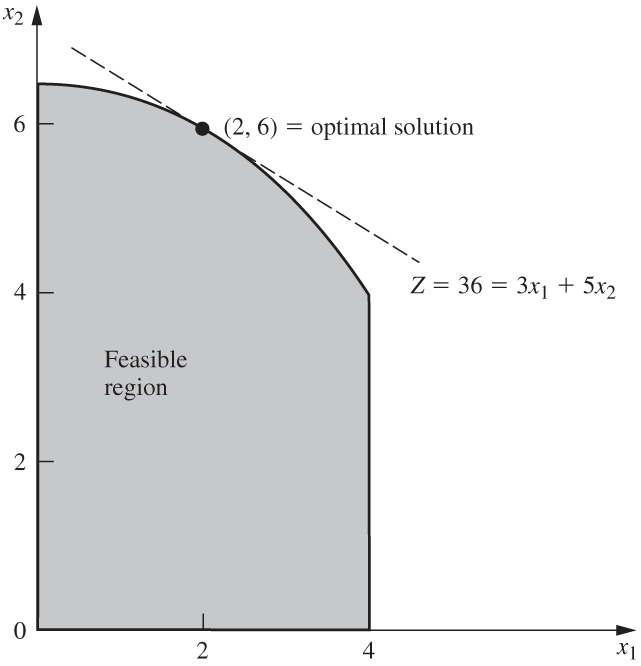 x₂
6
(2, 6) = optimal solution
4
Z = 36 = 3x₁ + 5x₂
Feasible
region
2
0
2
4
x₁